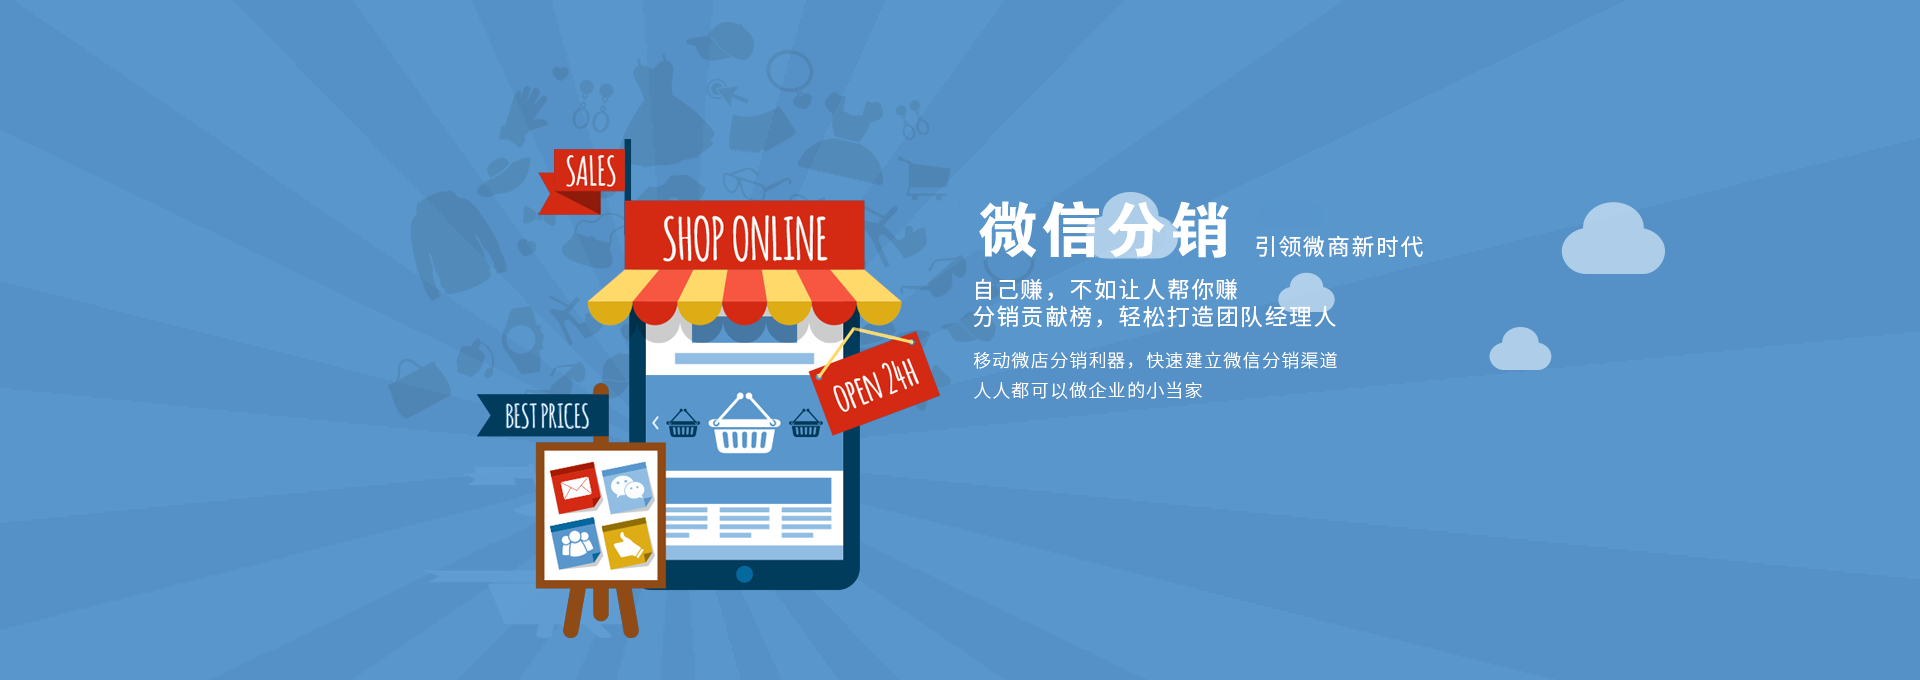 SALES
SHOP ONLINE
OPEN 24H
BEST PRICES
微信分销 引领微商新时代
自己赚，不如让人帮你赚
分销贡献榜，轻松打造团队经理人
移动微店分销利器，快速建立微信分销渠道
人人都可以做企业的小当家